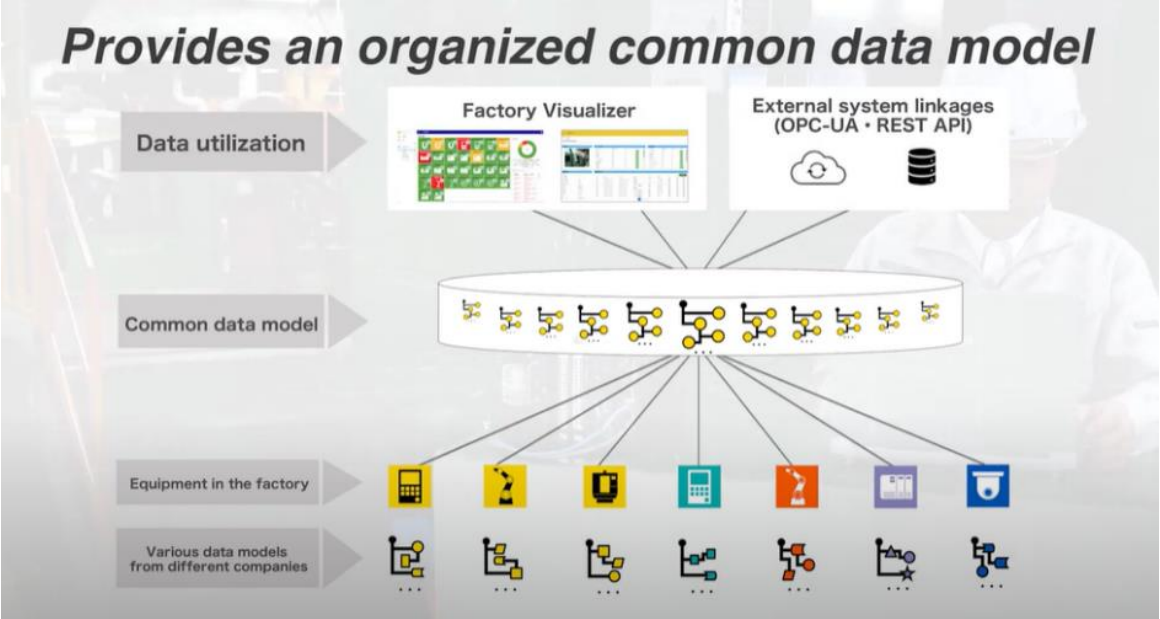 Provides an organized common data model
Data utilization
Factory Visualizer
External system linkages
(OPC-UA・REST API)
Common data model
Equipment in the factory
Various data models
from different companies